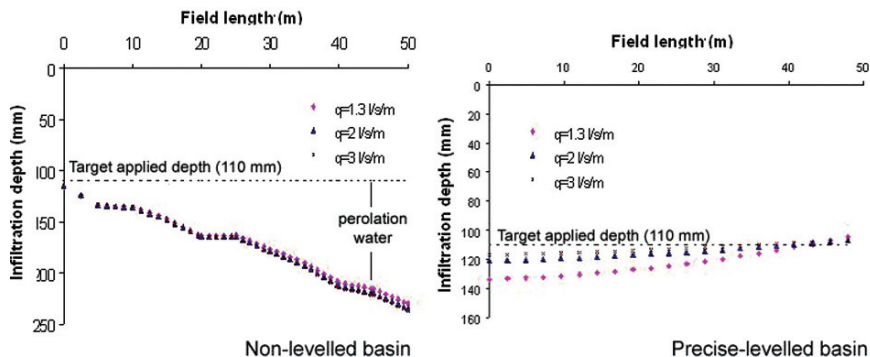 Field length (m)
0 10 20 30 40 50
0
50
100
150
200
250
Infiltration depth (mm)
q=1.3 l/s/m
q=2 l/s/m
q=3 l/s/m
Target applied depth (110 mm)
perolation
water
Non-levelled basin
Field length (m)
0 10 20 30 40 50
0
20
40
60
80
100
120
140
160
Infiltration depth (mm)
q=1.3 l/s/m
q=2 l/s/m
q=3 l/s/m
Target applied depth (110 mm)
Precise-levelled basin